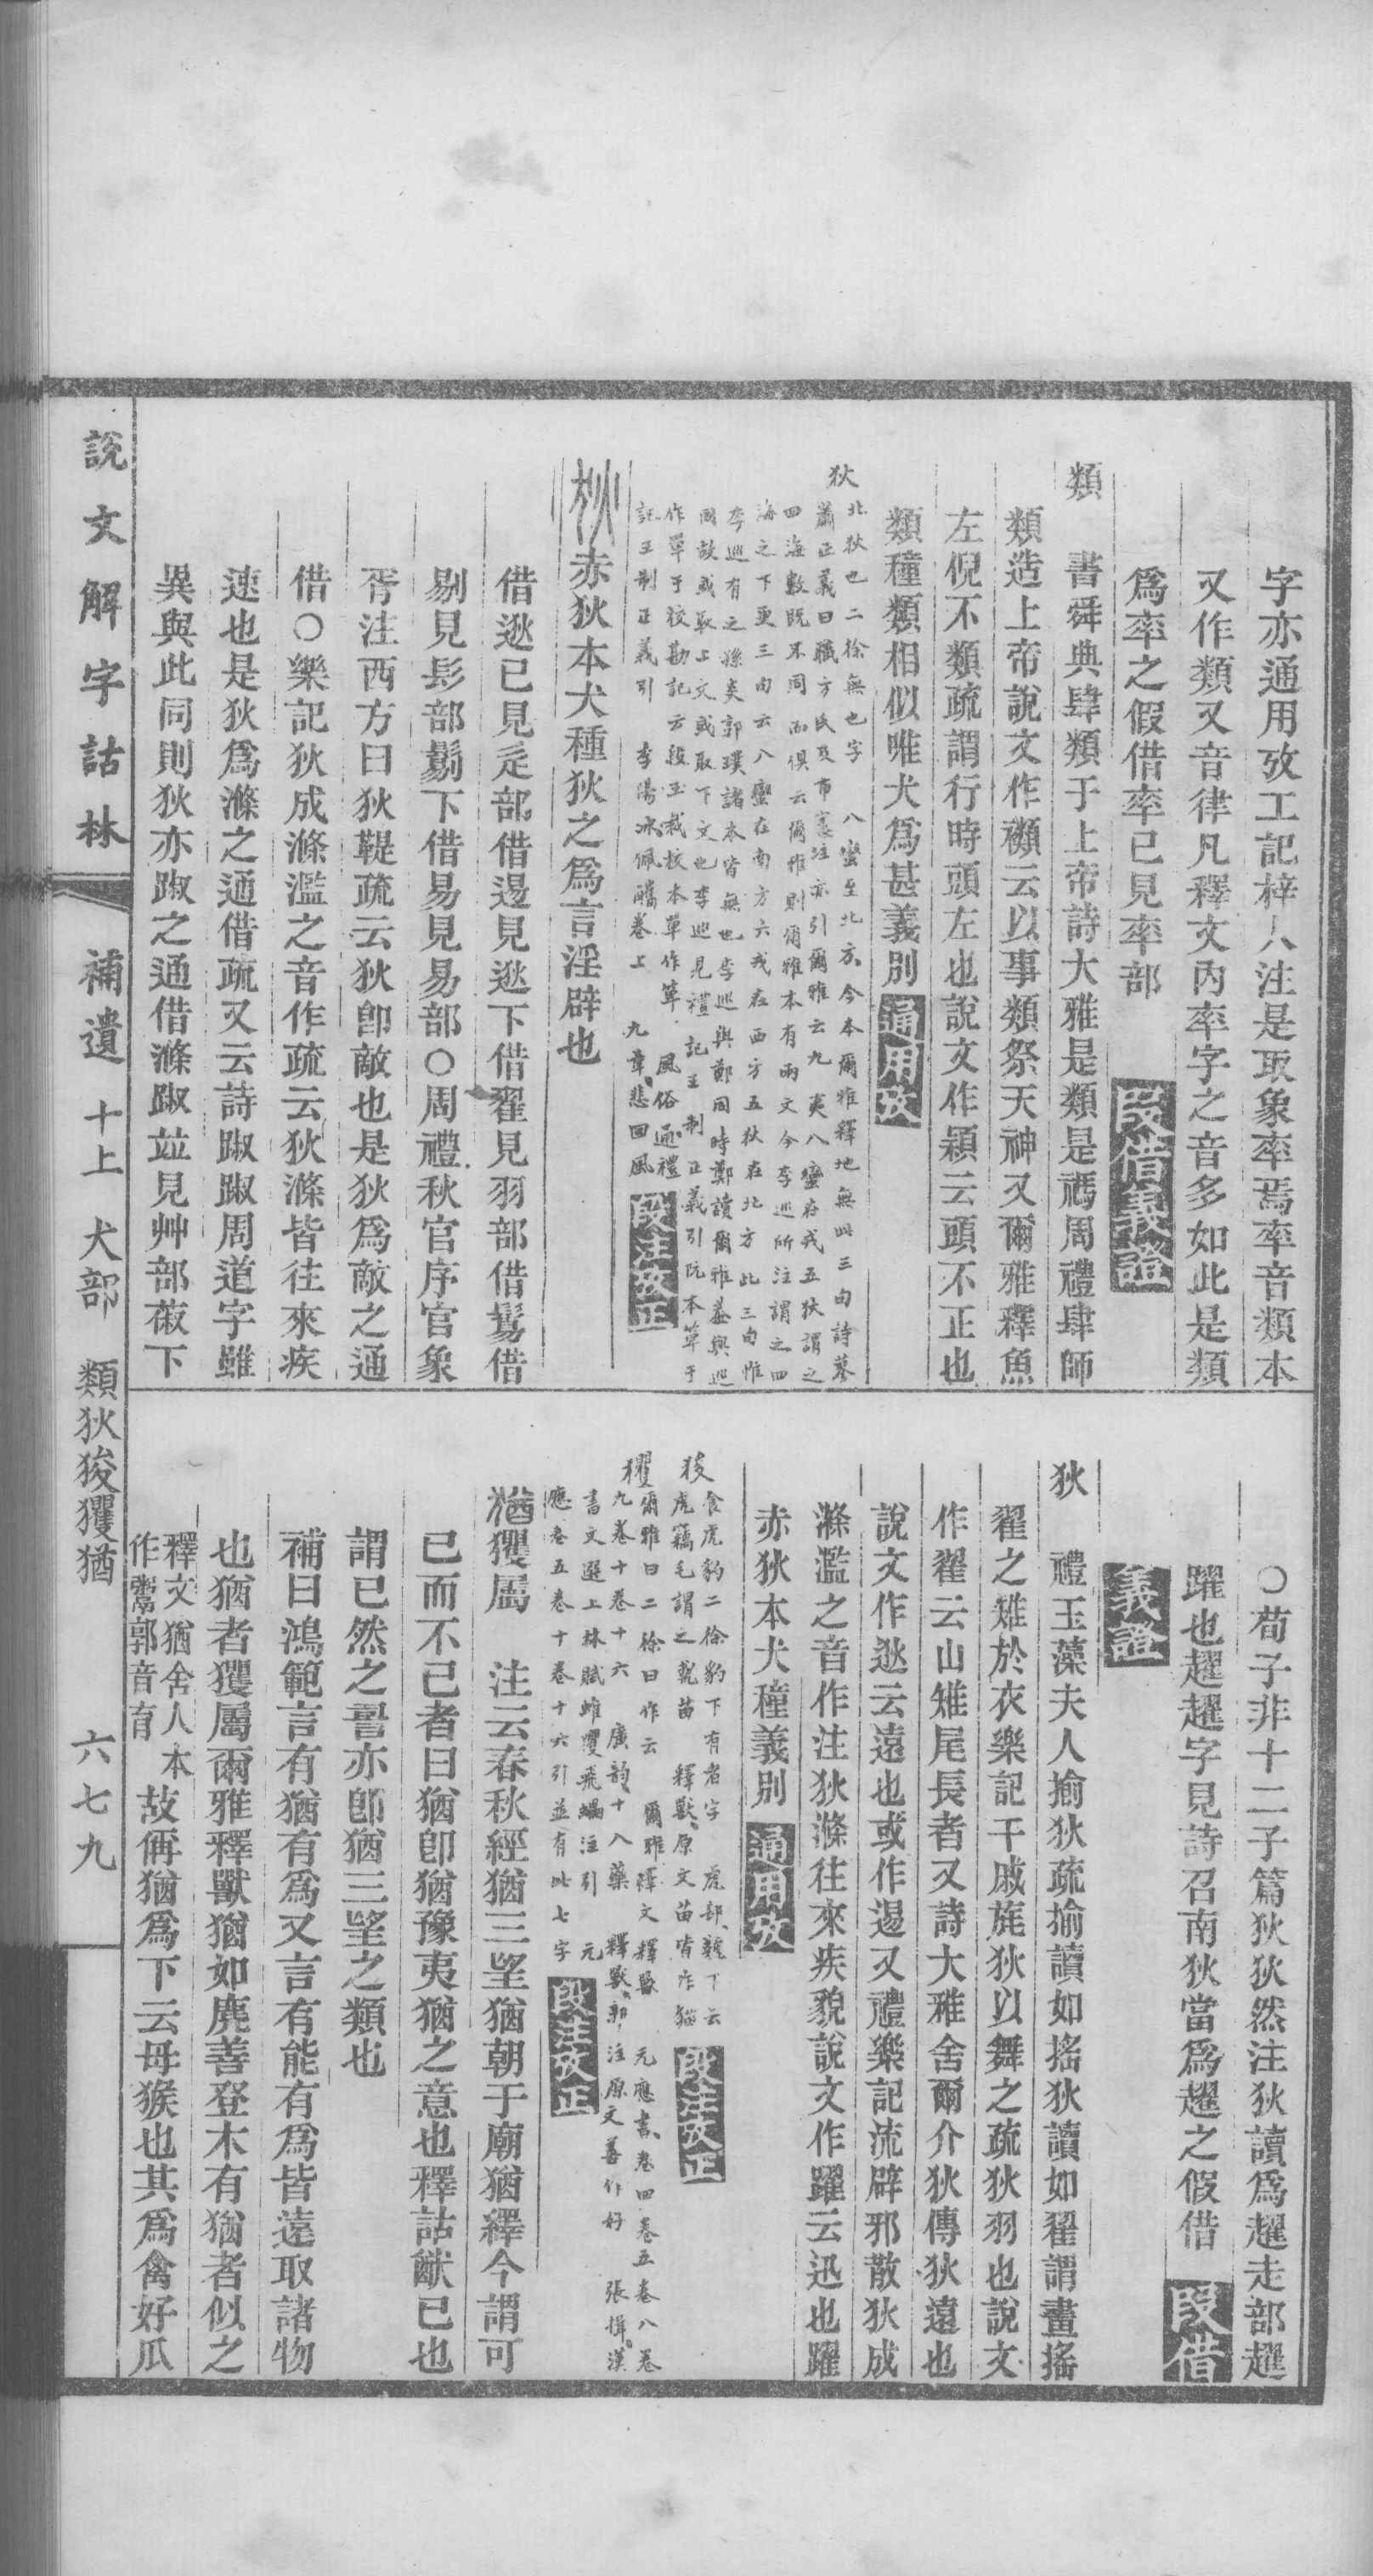 字亦通用攷工記梓人注是取象率焉率音類本
又作類又音律凡釋文內率字之音多如此是類
爲率之假借率已見率部 叚借義證
類 書舜典肆類于上帝詩大雅是類是禡周禮肆師
類造上帝說文作禷云以事類祭天神又爾雅釋魚
左倪不類疏謂行時頭左也說文作䫌云頭不正也
類種類相似唯犬爲甚義別 通用攷
狄 北狄也二徐無也字 八蠻至北方今本爾雅釋地無此三句詩蓼
蕭正義曰職方氏及布憲注亦引爾雅云九夷八蠻六戎五狄謂之
四海數既不同而俱云爾雅則爾雅本有兩文今李巡所注謂之四
海之下更三句云八蠻在南方六戎在西方五狄在北方此三句惟
李巡有之孫炎郭璞諸本皆無也李巡與鄭同時鄭讀爾雅蓋與巡
同故或取上文或取下文也李巡見禮記王制正義引阮本箄于
作單于校勘記云段玉裁校本單作箄 風俗通禮
記王制正義引 李陽冰佩觿卷上 九章悲回風 段注攷正
狄 赤狄本犬種狄之爲言淫辟也
借逖已見辵部借逷見逖下借翟見羽部借鬄借
剔見髟部鬄下借易見易部○周禮秋官序官象
胥注西方曰狄鞮疏云狄卽敵也是狄爲敵之通
借○樂記狄成滌濫之音作疏云狄滌皆往來疾
速也是狄爲滌之通借疏又云詩踧踧周道字雖
異與此同則狄亦踧之通借滌踧竝見艸部蔋下
○荀子非十二子篇狄狄然注狄讀爲趯走部趯
躍也趯趯字見詩召南狄當爲趯之假借 叚借
義證
狄 禮玉藻夫人揄狄疏揄讀如搖狄讀如翟謂畫搖
翟之雉於衣樂記干戚旄狄以舞之疏狄羽也說文
作翟云山雉尾長者又詩大雅舍爾介狄傳狄遠也
說文作逖云遠也或作逷又禮樂記流辟邪散狄成
滌濫之音作注狄滌往來疾貌說文作躍云迅也躍
赤狄本犬種義別 通用攷
狻 食虎豹二徐豹下有者字 虎部虦下云
虎竊毛謂之虦苗 釋獸原文苗皆作貓 段注攷正
玃 爾雅曰二徐曰作云 爾雅釋文釋獸 元應書卷四卷五卷八卷
九卷十卷十六 廣韵十八藥 釋獸郭注原文善作好 張揖漢
書文選上林賦蜼玃飛蠝注引 元
應卷五卷十卷十六引並有此七字 段注攷正
猶 玃屬 注云春秋經猶三望猶朝于廟猶繹今謂可
已而不已者曰猶卽猶豫夷猶之意也釋詁猷已也
謂已然之㽙亦卽猶三望之類也
補曰鴻範言有猶有爲又言有能有爲皆遠取諸物
也猶者玃屬爾雅釋獸猶如麂善登木有猶者似之
釋文猶舍人本
作鬻郭音育 故偁猶爲下云母猴也其爲禽好爪
說文解字詁林 補遺 十上 犬部 類狄狻玃猶 六七九